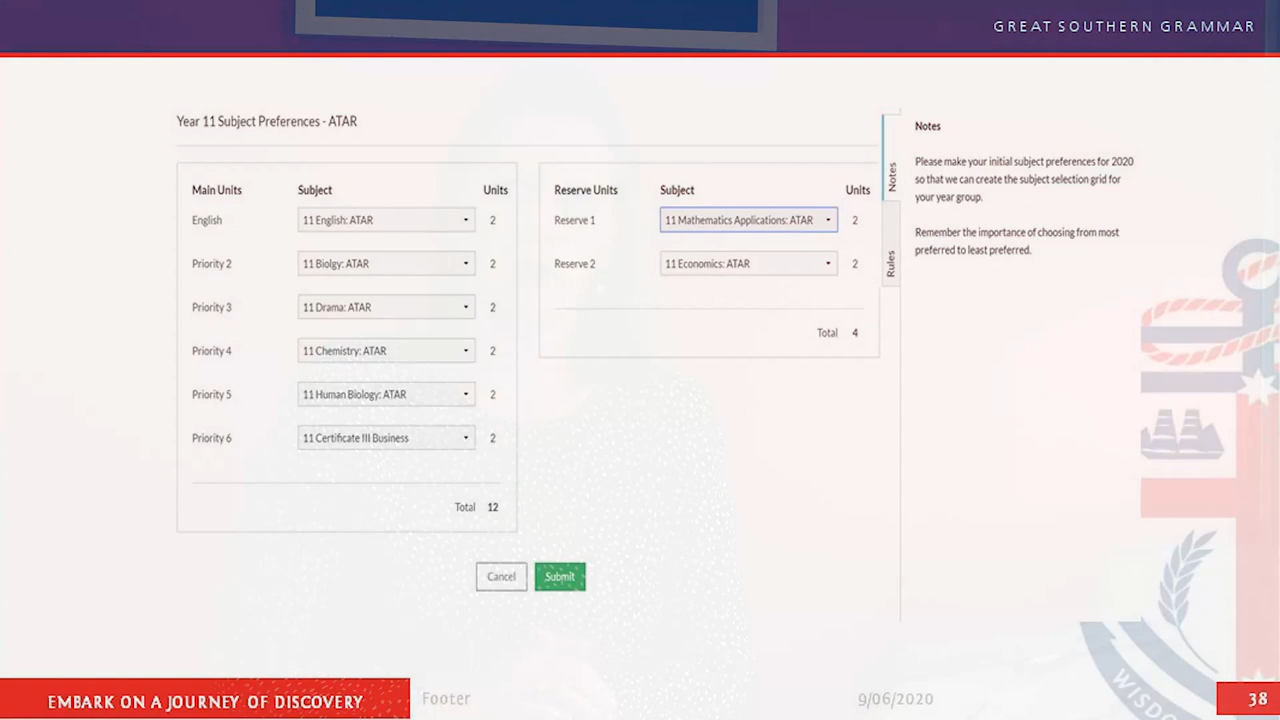 GREAT SOUTHERN GRAMMAR
Year 11 Subject Preferences - ATAR
Main Units Subject Units
English 11 English: ATAR 2
Priority 2 11 Biolgy: ATAR 2
Priority 3 11 Drama: ATAR 2
Priority 4 11 Chemistry: ATAR 2
Priority 5 11 Human Biology: ATAR 2
Priority 6 11 Certificate III Business 2
Total 12
Reserve Units Subject Units
Reserve 1 11 Mathematics Applications: ATAR 2
Reserve 2 11 Economics: ATAR 2
Total 4
Cancel Submit
Notes
Rules
Notes
Please make your initial subject preferences for 2020
so that we can create the subject selection grid for
your year group.
Remember the importance of choosing from most
preferred to least preferred.
EMBARK ON A JOURNEY OF DISCOVERY
Footer
9/06/2020
38